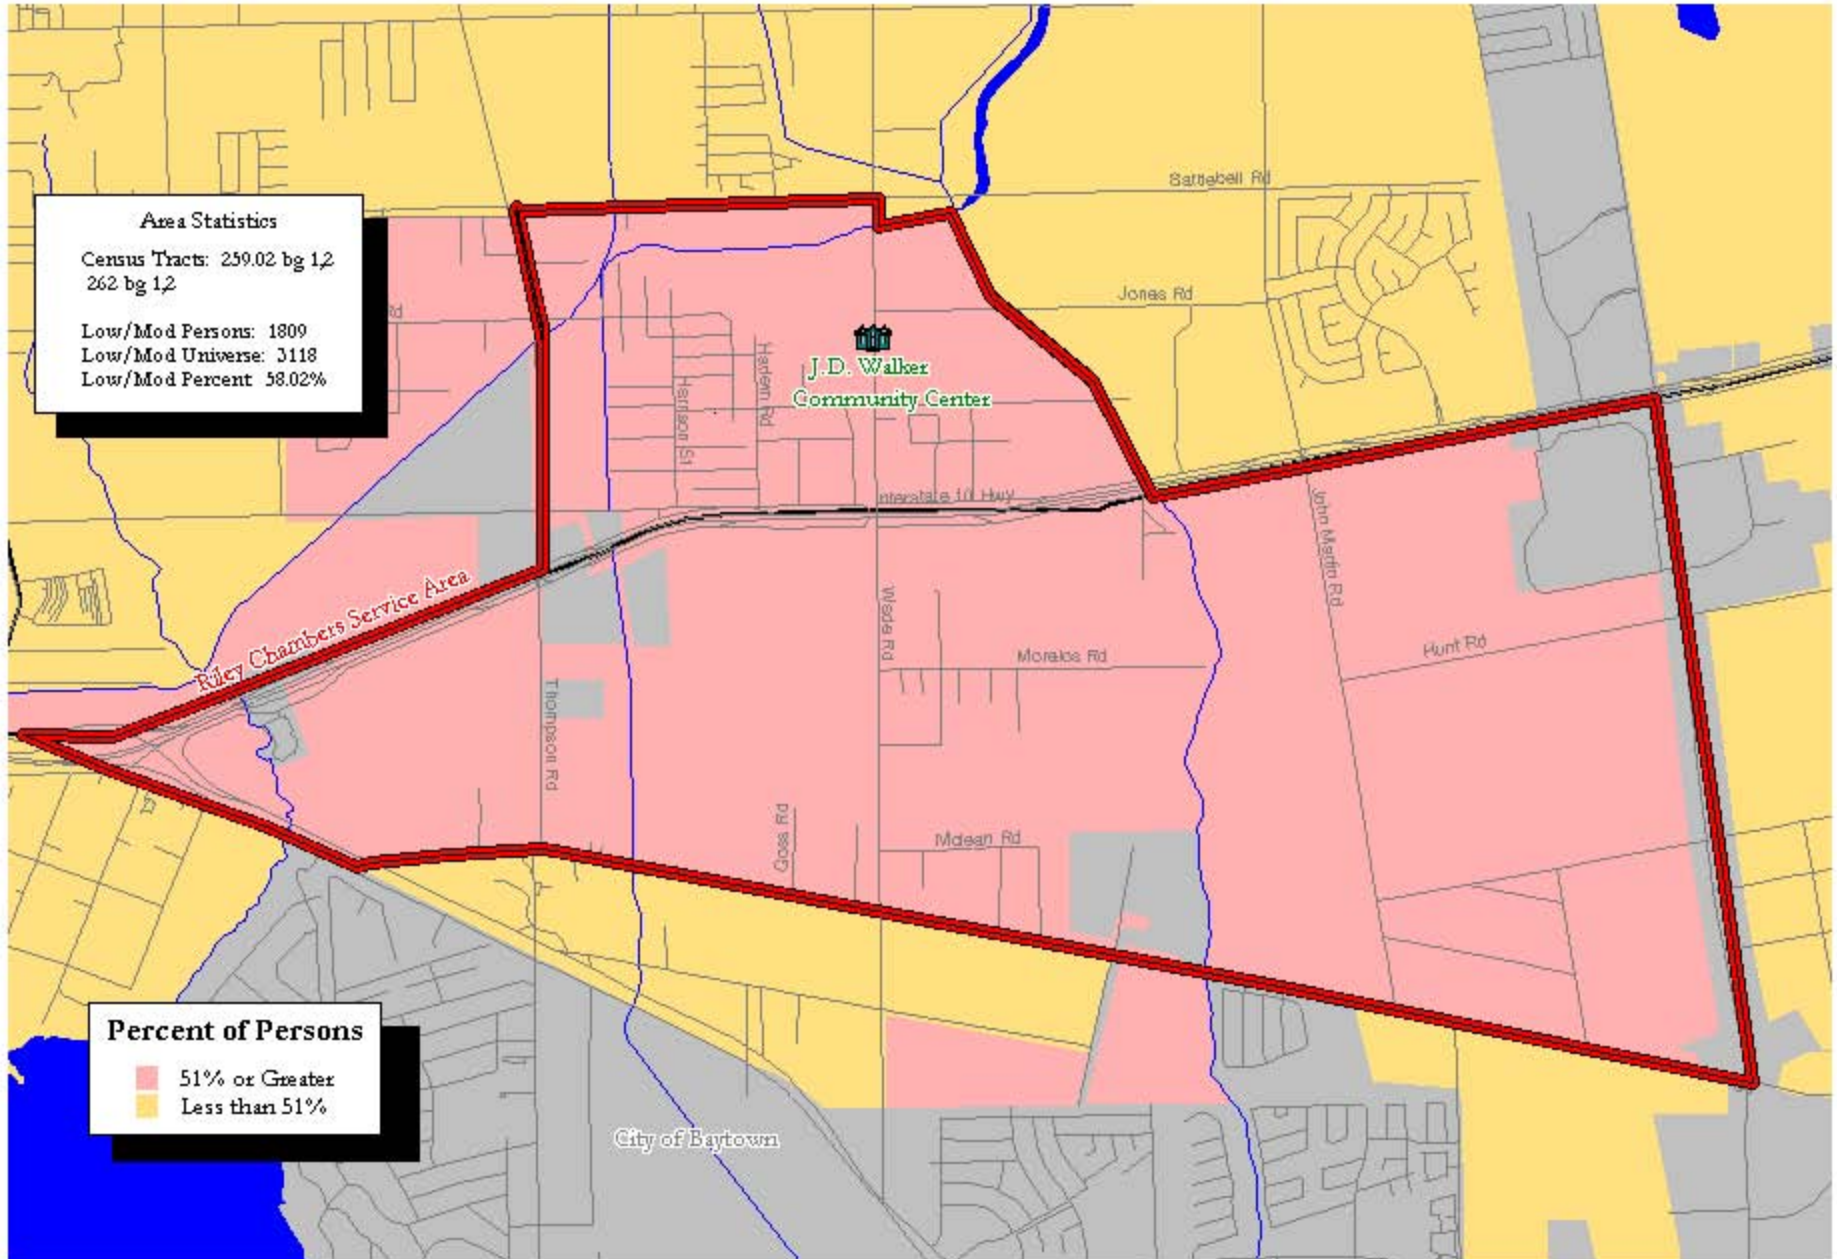 Sattlebell Rd
Area Statistics
Census Tracts: 259.02 bg 1,2
262 bg 1,2
Low/Mod Persons: 1809
Low/Mod Universe: 3118
Low/Mod Percent 58.02%
Rd
Jones Rd
J.D. Walker
Community Center
Harrison St
Interstate 10 Hwy
John Martin Rd
Riley Chambers Service Area
Wade Rd
Morelos Rd
Hunt Rd
Thompson Rd
Goss Rd
Mclean Rd
Percent of Persons
51% or Greater
Less than 51%
City of Baytown